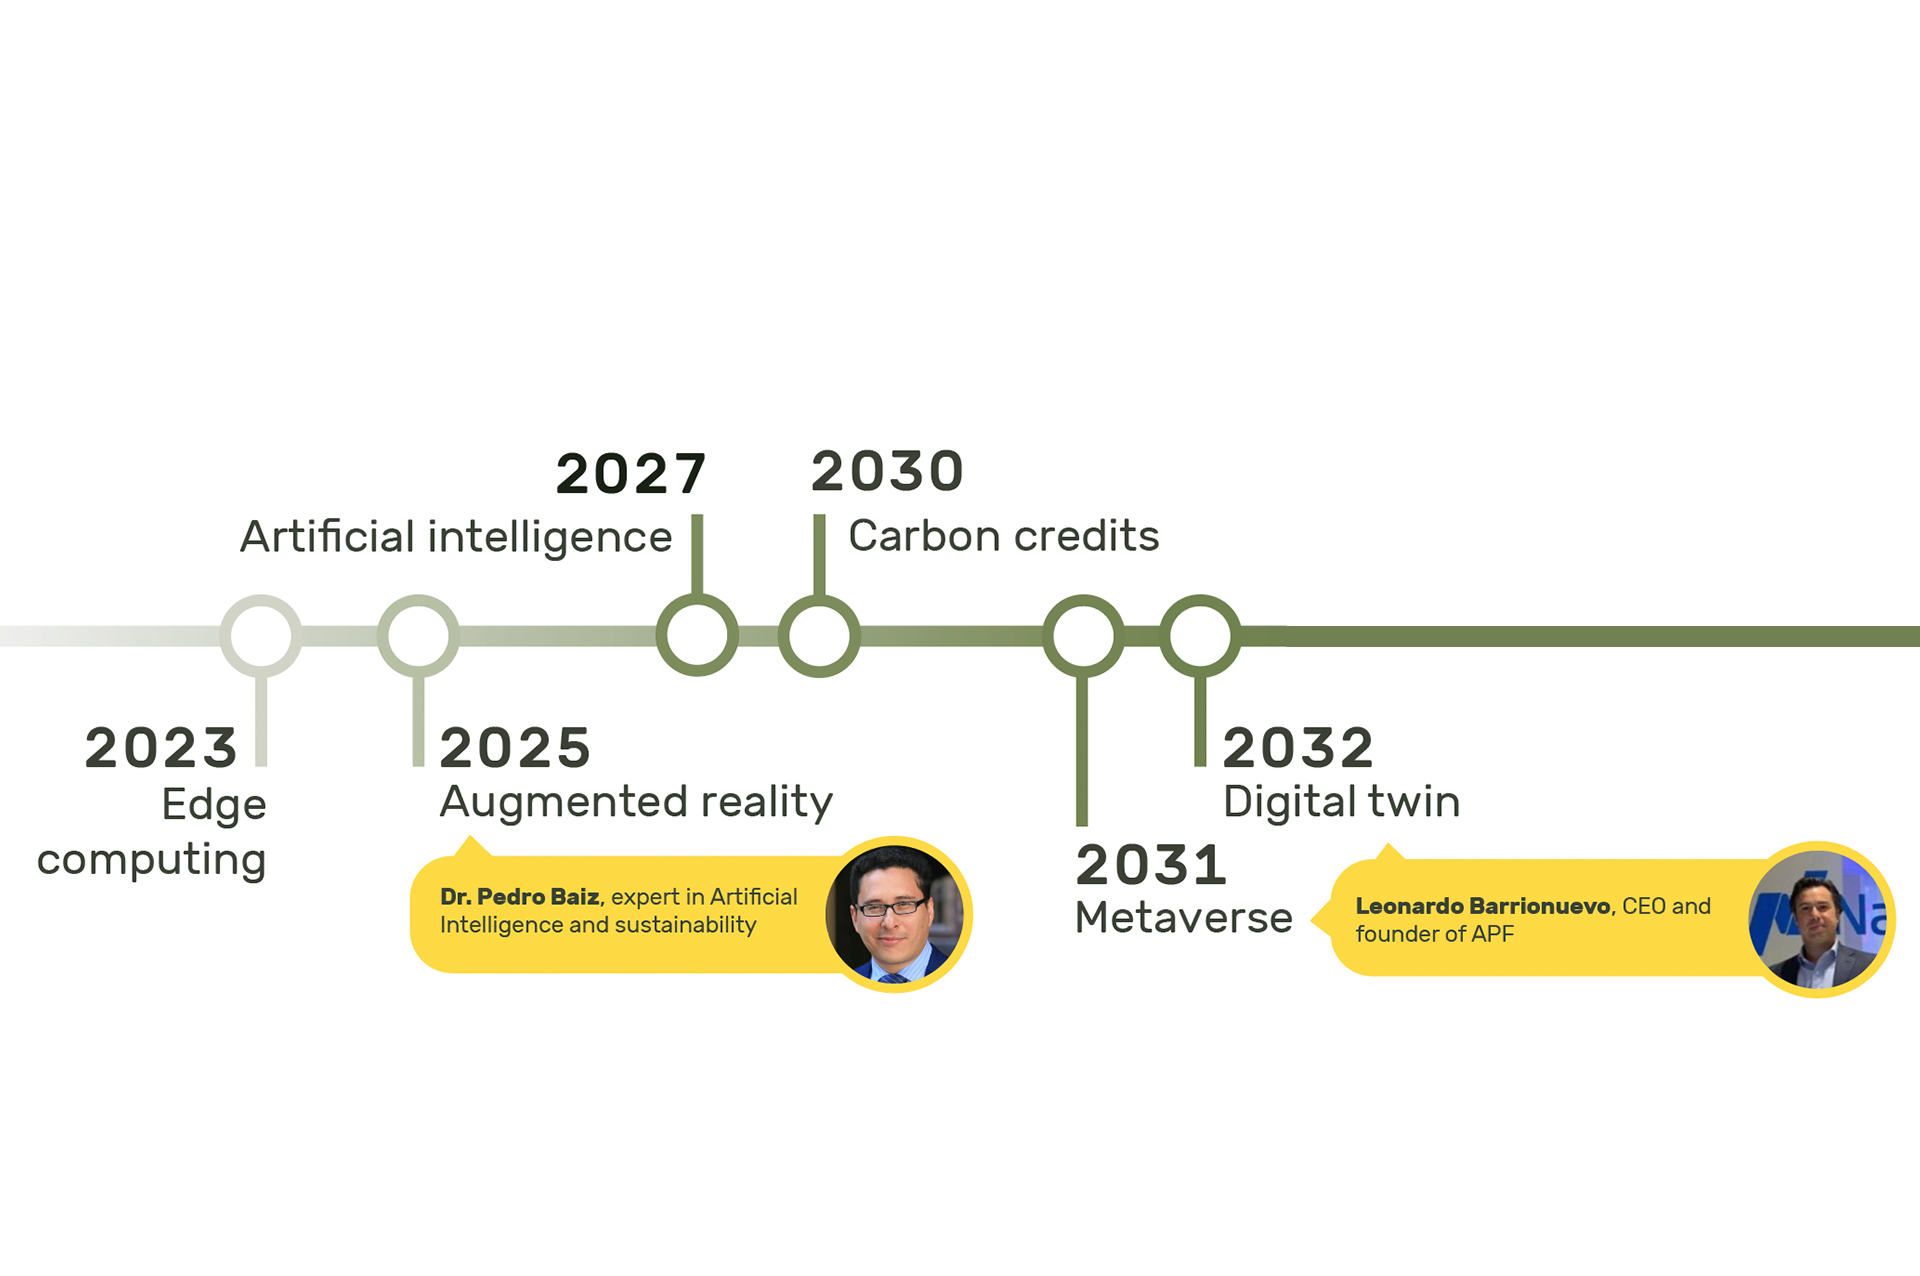 2027
Artificial intelligence
2030
Carbon credits
2023
Edge
computing
2025
Augmented reality
Dr. Pedro Baiz, expert in Artificial
Intelligence and sustainability
2031
Metaverse
2032
Digital twin
Leonardo Barrionuevo, CEO and
founder of APF
Na